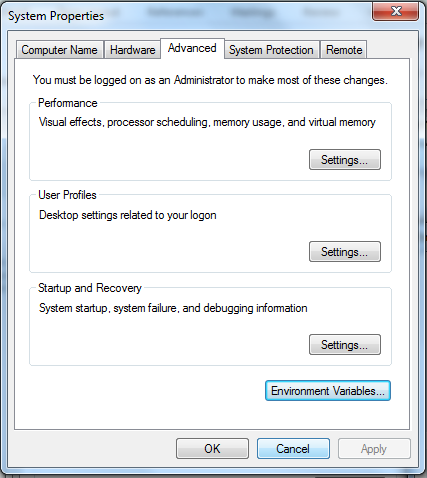 System Properties
Computer Name Hardware Advanced System Protection Remote
You must be logged on as an Administrator to make most of these changes.
Performance
Visual effects, processor scheduling, memory usage, and virtual memory
Settings...
User Profiles
Desktop settings related to your logon
Settings...
Startup and Recovery
System startup, system failure, and debugging information
Settings...
Environment Variables...
OK Cancel Apply